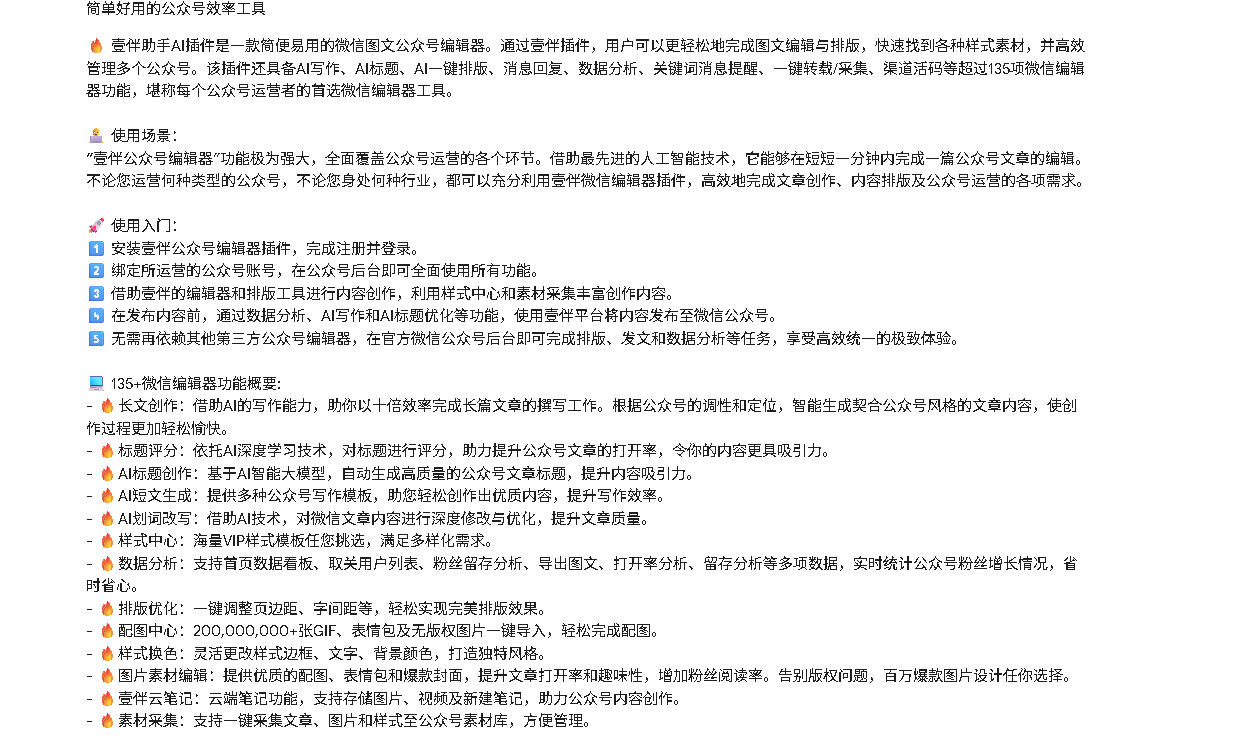 简单好用的公众号效率工具
🔥 壹伴助手AI插件是一款简便易用的微信图文公众号编辑器。通过壹伴插件，用户可以更轻松地完成图文编辑与排版，快速找到各种样式素材，并高效
管理多个公众号。该插件还具备AI写作、AI标题、AI一键排版、消息回复、数据分析、关键词消息提醒、一键转载/采集、渠道活码等超过135项微信编辑
器功能，堪称每个公众号运营者的首选微信编辑器工具。
🧑‍💻 使用场景：
”壹伴公众号编辑器”功能极为强大，全面覆盖公众号运营的各个环节。借助最先进的人工智能技术，它能够在短短一分钟内完成一篇公众号文章的编辑。
不论您运营何种类型的公众号，不论您身处何种行业，都可以充分利用壹伴微信编辑器插件，高效地完成文章创作、内容排版及公众号运营的各项需求。
🚀 使用入门：
1️⃣ 安装壹伴公众号编辑器插件，完成注册并登录。
2️⃣ 绑定所运营的公众号账号，在公众号后台即可全面使用所有功能。
3️⃣ 借助壹伴的编辑器和排版工具进行内容创作，利用样式中心和素材采集丰富创作内容。
4️⃣ 在发布内容前，通过数据分析、AI写作和AI标题优化等功能，使用壹伴平台将内容发布至微信公众号。
5️⃣ 无需再依赖其他第三方公众号编辑器，在官方微信公众号后台即可完成排版、发文和数据分析等任务，享受高效统一的极致体验。
💻 135+微信编辑器功能概要:
- 🔥长文创作：借助AI的写作能力，助你以十倍效率完成长篇文章的撰写工作。根据公众号的调性和定位，智能生成契合公众号风格的文章内容，使创
作过程更加轻松愉快。
- 🔥标题评分：依托AI深度学习技术，对标题进行评分，助力提升公众号文章的打开率，令你的内容更具吸引力。
- 🔥AI标题创作：基于AI智能大模型，自动生成高质量的公众号文章标题，提升内容吸引力。
- 🔥AI短文生成：提供多种公众号写作模板，助您轻松创作出优质内容，提升写作效率。
- 🔥AI划词改写：借助AI技术，对微信文章内容进行深度修改与优化，提升文章质量。
- 🔥样式中心：海量VIP样式模板任您挑选，满足多样化需求。
- 🔥数据分析：支持首页数据看板、取关用户列表、粉丝留存分析、导出图文、打开率分析、留存分析等多项数据，实时统计公众号粉丝增长情况，省
时省心。
- 🔥排版优化：一键调整页边距、字间距等，轻松实现完美排版效果。
- 🔥配图中心：200,000,000+张GIF、表情包及无版权图片一键导入，轻松完成配图。
- 🔥样式换色：灵活更改样式边框、文字、背景颜色，打造独特风格。
- 🔥图片素材编辑：提供优质的配图、表情包和爆款封面，提升文章打开率和趣味性，增加粉丝阅读率。告别版权问题，百万爆款图片设计任你选择。
- 🔥壹伴云笔记：云端笔记功能，支持存储图片、视频及新建笔记，助力公众号内容创作。
- 🔥素材采集：支持一键采集文章、图片和样式至公众号素材库，方便管理。